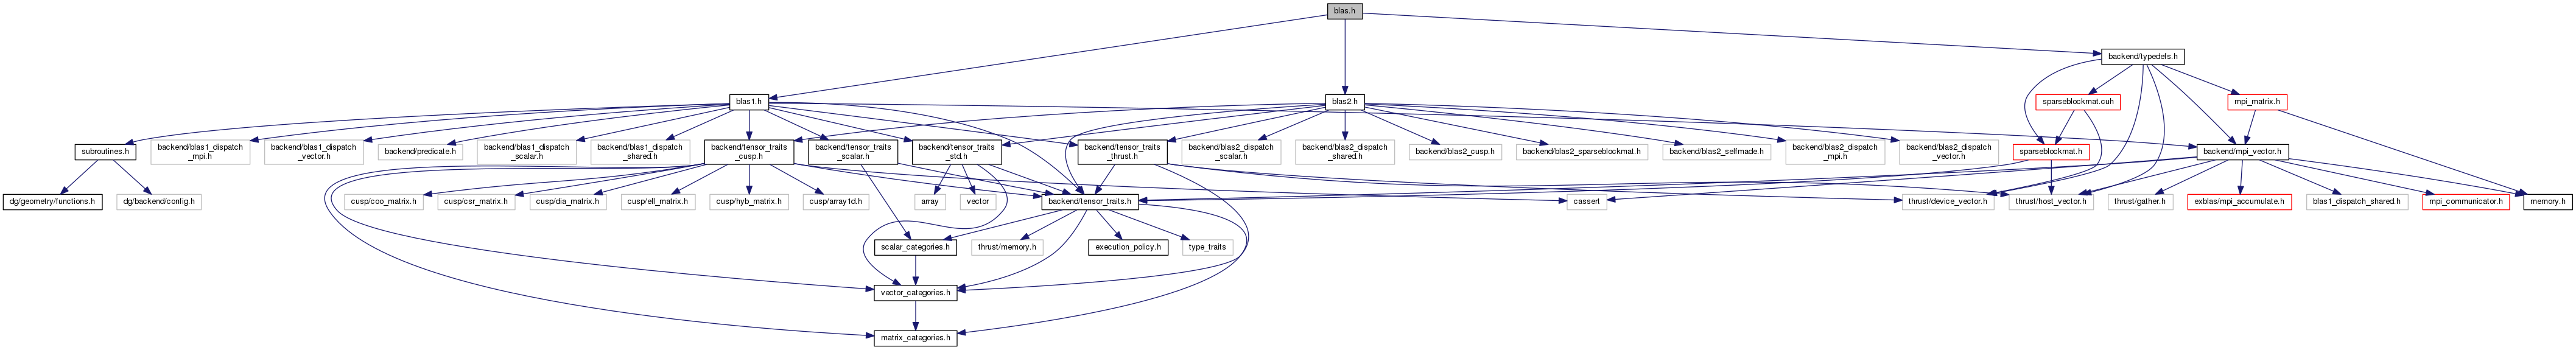 blas.h
backend/typedefs.h
blas1.h
blas2.h
sparseblockmat.cuh
mpi_matrix.h
subroutines.h
backend/blas1_dispatch
_mpi.h
backend/blas1_dispatch
_vector.h
backend/predicate.h
backend/blas1_dispatch
_scalar.h
backend/blas1_dispatch
_shared.h
backend/tensor_traits
_cusp.h
backend/tensor_traits
_scalar.h
backend/tensor_traits
_std.h
backend/tensor_traits
_thrust.h
backend/blas2_dispatch
_scalar.h
backend/blas2_dispatch
_shared.h
backend/blas2_cusp.h
backend/blas2_sparseblockmat.h
backend/blas2_selfmade.h
backend/blas2_dispatch
_mpi.h
backend/blas2_dispatch
_vector.h
sparseblockmat.h
backend/mpi_vector.h
dg/geometry/functions.h
dg/backend/config.h
cusp/coo_matrix.h
cusp/csr_matrix.h
cusp/dia_matrix.h
cusp/ell_matrix.h
cusp/hyb_matrix.h
cusp/array1d.h
array
vector
backend/tensor_traits.h
cassert
thrust/device_vector.h
thrust/host_vector.h
thrust/gather.h
exblas/mpi_accumulate.h
blas1_dispatch_shared.h
mpi_communicator.h
memory.h
scalar_categories.h
thrust/memory.h
execution_policy.h
type_traits
vector_categories.h
matrix_categories.h